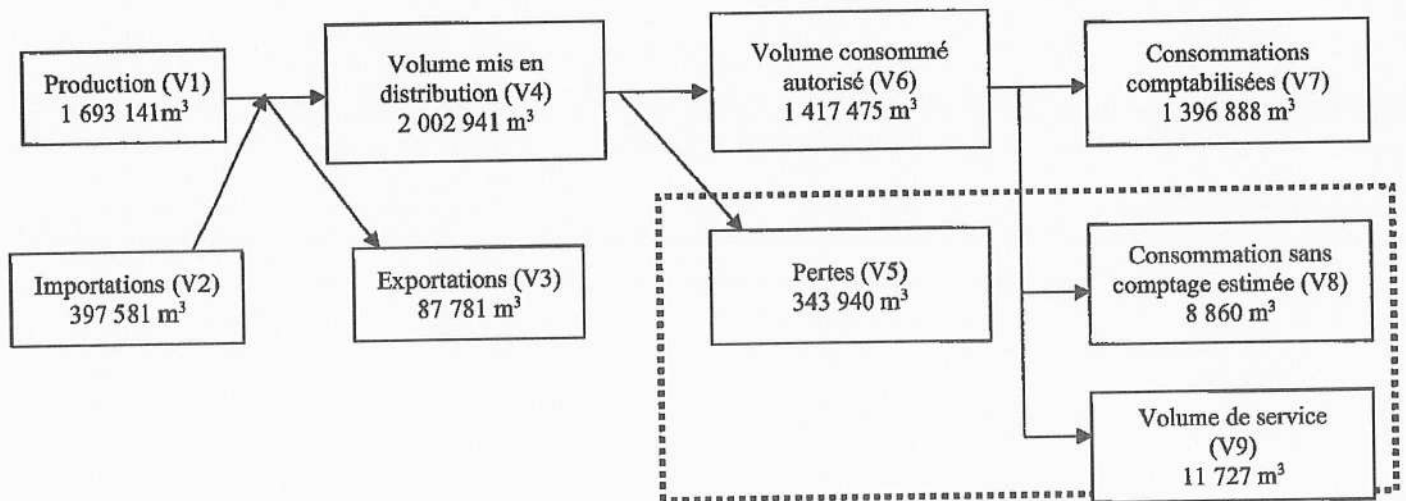 Production (V1)
1 693 141m³
Volume mis en
distribution (V4)
2 002 941 m³
Volume consommé
autorisé (V6)
1 417 475 m³
Consommations
comptabilisées (V7)
1 396 888 m³
Importations (V2)
397 581 m³
Exportations (V3)
87 781 m³
Pertes (V5)
343 940 m³
Consommation sans
comptage estimée (V8)
8 860 m³
Volume de service
(V9)
11 727 m³